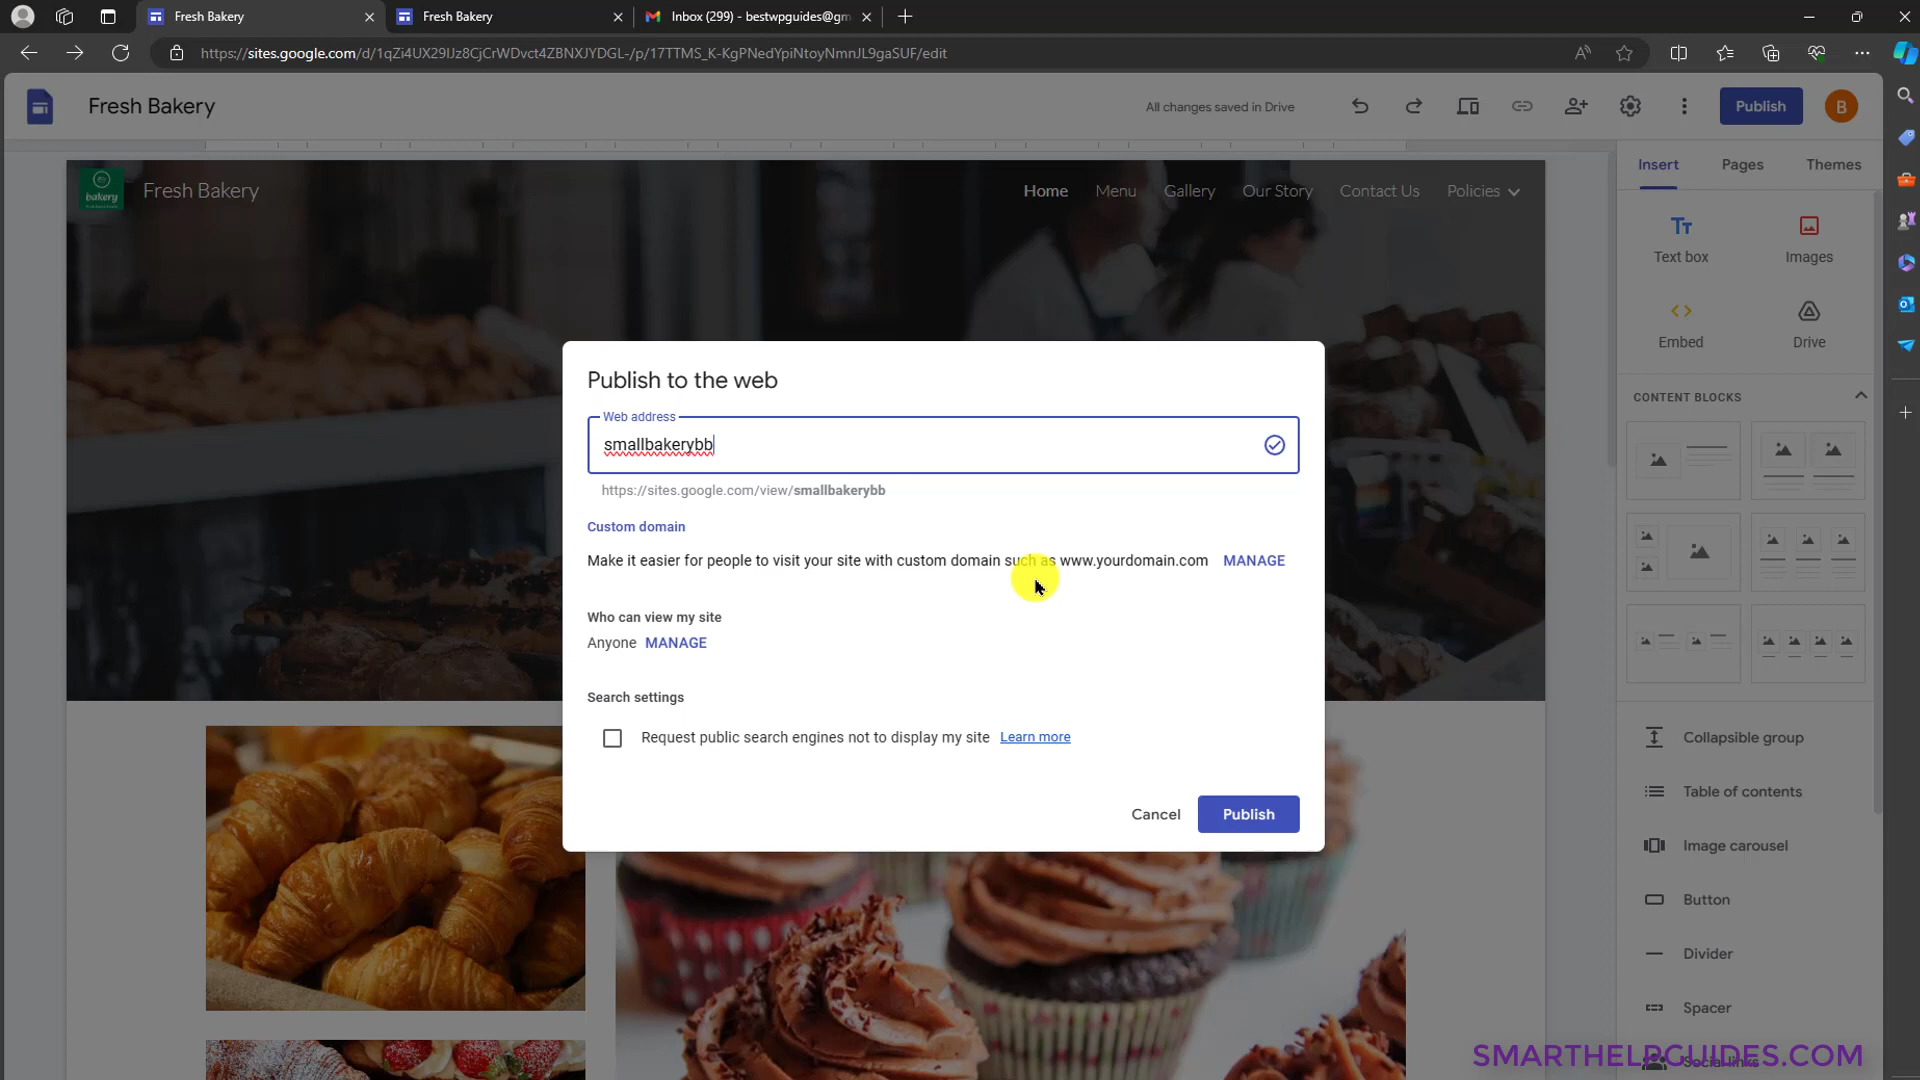 Fresh Bakery
Fresh Bakery
Inbox (299) - bestwpguides@gm
https://sites.google.com/d/1qZi4UX29IJz8CjCrWDvct4ZBNXJYDGL-/p/17TTMS_K-KgPNedYpiNtoyNmnJL9gaSUF/edit
Fresh Bakery
All changes saved in Drive
Publish
B
Insert
Pages
Themes
bakery
Fresh Bakery
Home
Menu
Gallery
Our Story
Contact Us
Policies
Text box
Images
Embed
Drive
CONTENT BLOCKS
Publish to the web
Web address
smallbakerybb
https://sites.google.com/view/smallbakerybb
Custom domain
Make it easier for people to visit your site with custom domain such as www.yourdomain.com MANAGE
Who can view my site
Anyone MANAGE
Search settings
Request public search engines not to display my site Learn more
Cancel
Publish
Collapsible group
Table of contents
Image carousel
Button
Divider
Spacer
Social links
SMARTHELPGUIDES.COM